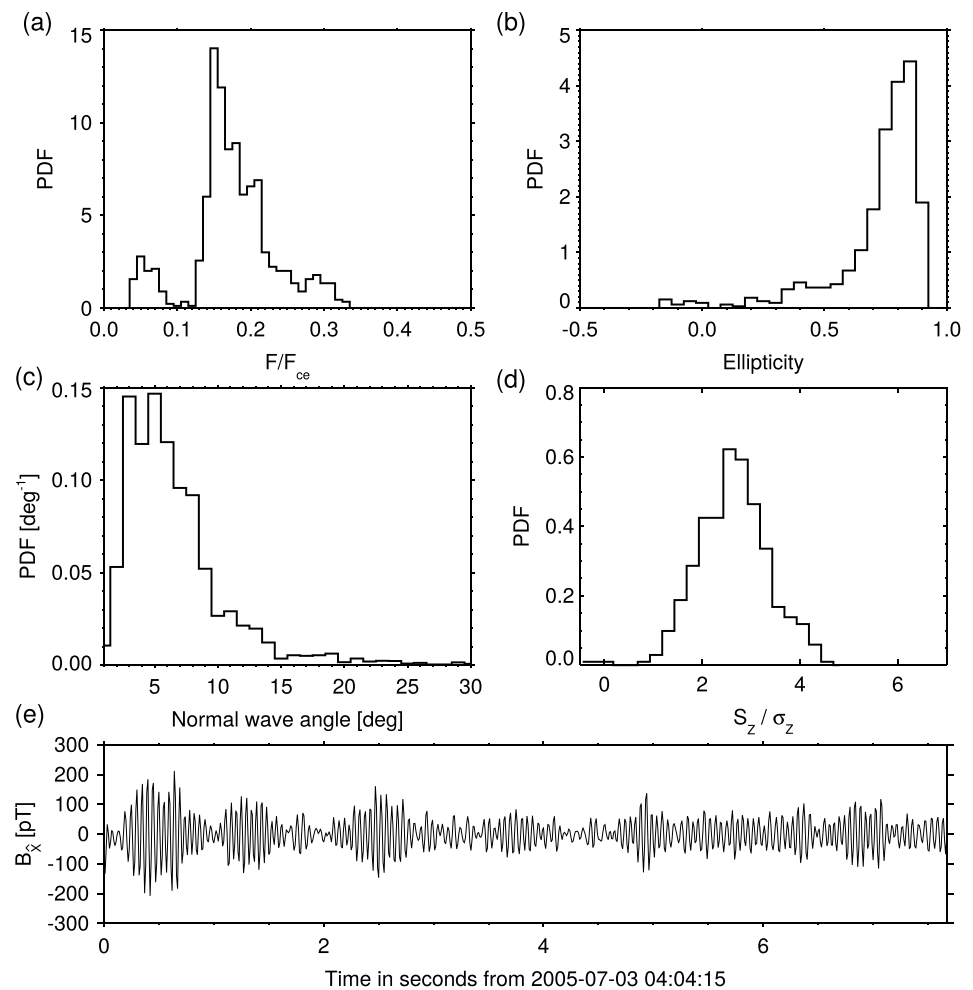 (a)
(b)
15
10
5
0
PDF
0.0 0.1 0.2 0.3 0.4 0.5
F/Fce
5
4
3
2
1
0
PDF
-0.5 0.0 0.5 1.0
Ellipticity
(c)
(d)
0.15
0.10
0.05
0.00
PDF [deg-1]
5 10 15 20 25 30
Normal wave angle [deg]
0.8
0.6
0.4
0.2
0.0
PDF
0 2 4 6
SZ / σZ
(e)
300
200
100
0
-100
-200
-300
BX̂ [pT]
0 2 4 6
Time in seconds from 2005-07-03 04:04:15